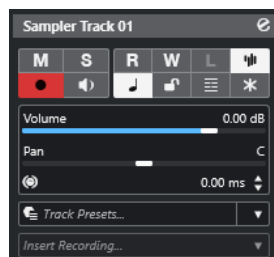 Sampler Track 01
M S R W L
Volume 0.00 dB
Pan C
0.00 ms
Track Presets...
Insert Recording...